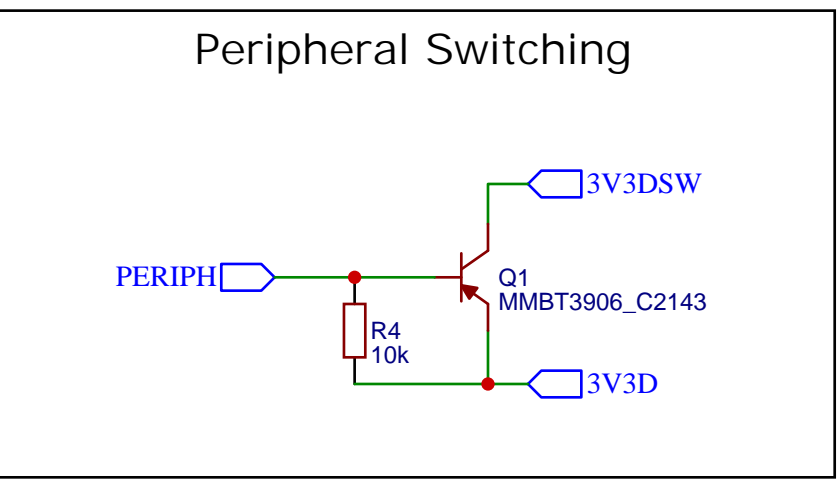 Peripheral Switching
3V3DSW
PERIPH
Q1
MMBT3906_C2143
R4
10k
3V3D